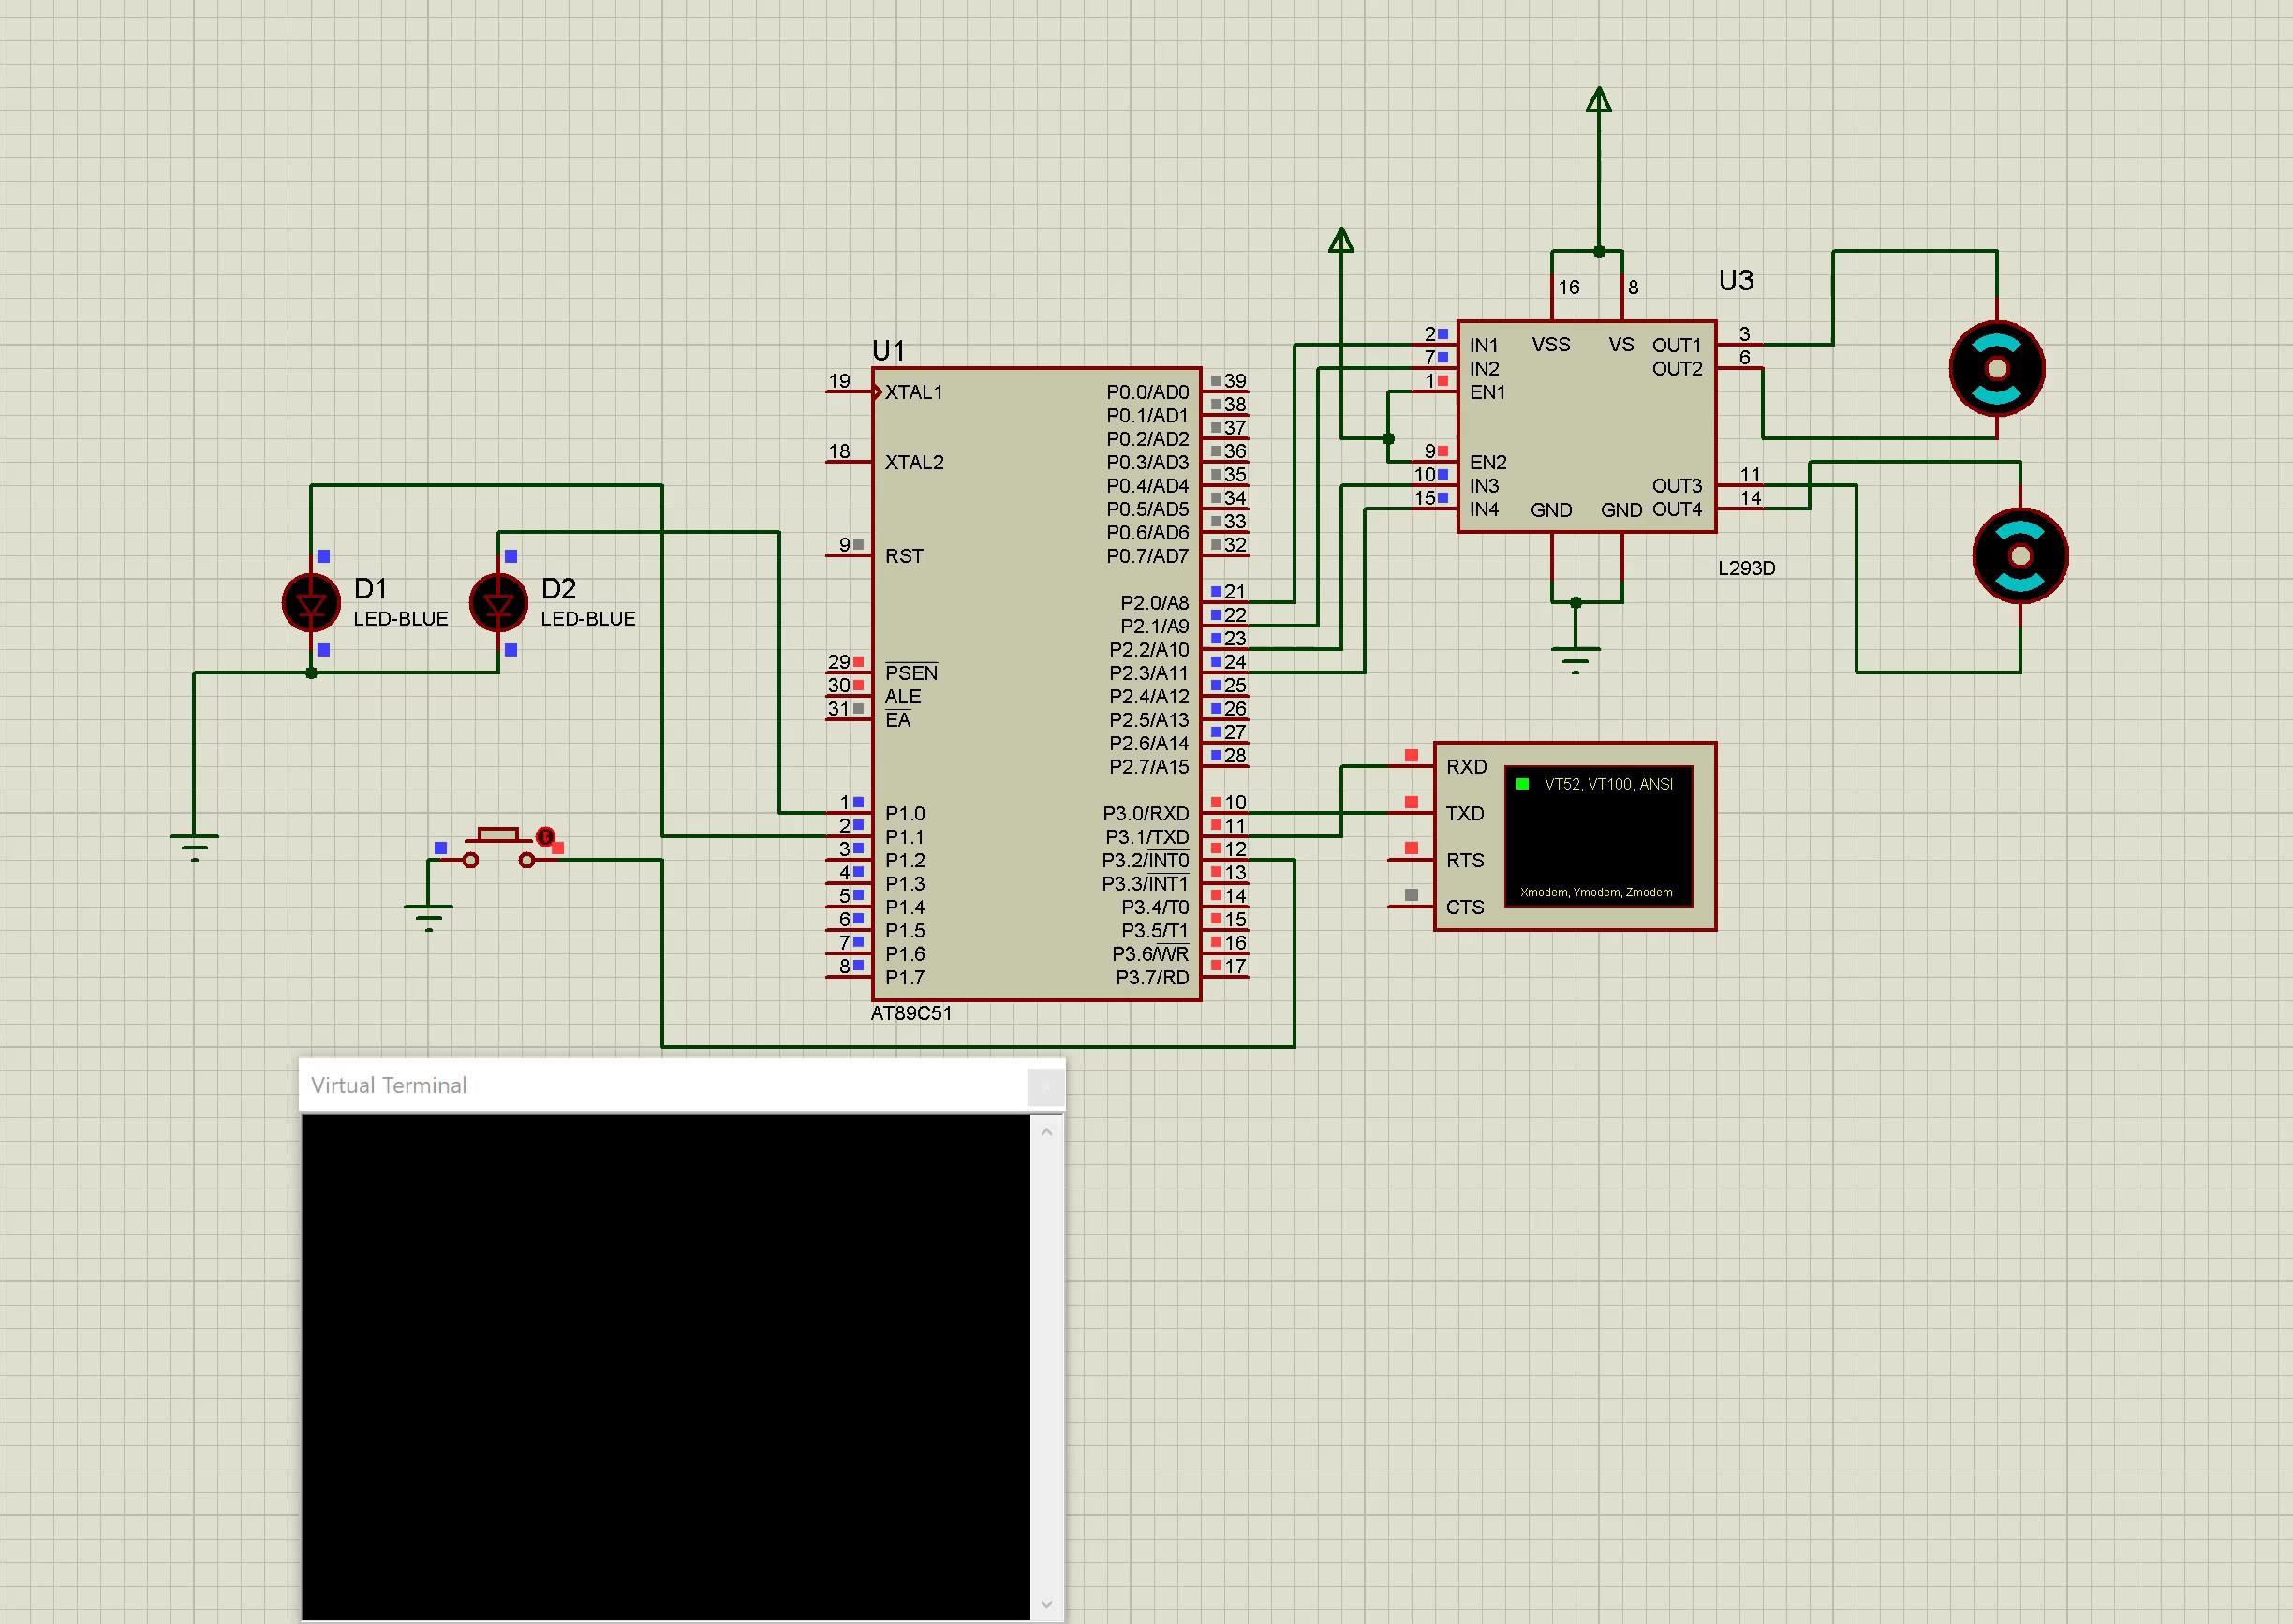 U1
19
XTAL1
18
XTAL2
9
RST
29
PSEN
30
ALE
31
EA
1
P1.0
2
P1.1
3
P1.2
4
P1.3
5
P1.4
6
P1.5
7
P1.6
8
P1.7
P0.0/AD0
39
P0.1/AD1
38
P0.2/AD2
37
P0.3/AD3
36
P0.4/AD4
35
P0.5/AD5
34
P0.6/AD6
33
P0.7/AD7
32
P2.0/A8
21
P2.1/A9
22
P2.2/A10
23
P2.3/A11
24
P2.4/A12
25
P2.5/A13
26
P2.6/A14
27
P2.7/A15
28
P3.0/RXD
10
P3.1/TXD
11
P3.2/INT0
12
P3.3/INT1
13
P3.4/T0
14
P3.5/T1
15
P3.6/WR
16
P3.7/RD
17
AT89C51
D1
LED-BLUE
D2
LED-BLUE
U3
16
8
2
IN1
7
IN2
1
EN1
9
EN2
10
IN3
15
IN4
VSS
VS
OUT1
3
OUT2
6
OUT3
11
OUT4
14
GND
GND
L293D
RXD
TXD
RTS
CTS
VT52, VT100, ANSI
Xmodem, Ymodem, Zmodem
Virtual Terminal